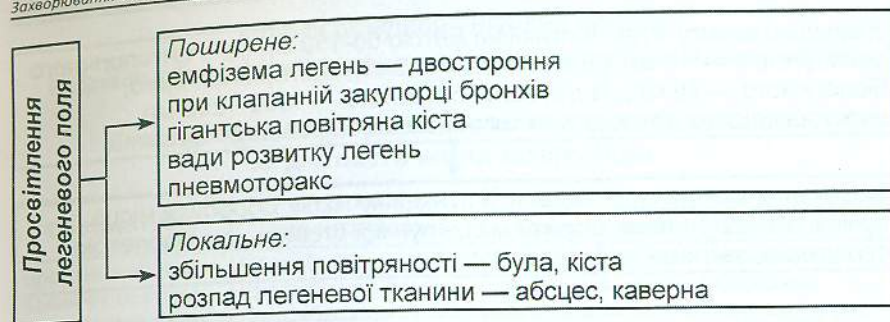 Захворювання
Просвітлення
легеневого поля
Поширене:
емфізема легень — двостороння
при клапанній закупорці бронхів
гігантська повітряна кіста
вади розвитку легень
пневмоторакс
Локальне:
збільшення повітряності — була, кіста
розпад легеневої тканини — абсцес, каверна